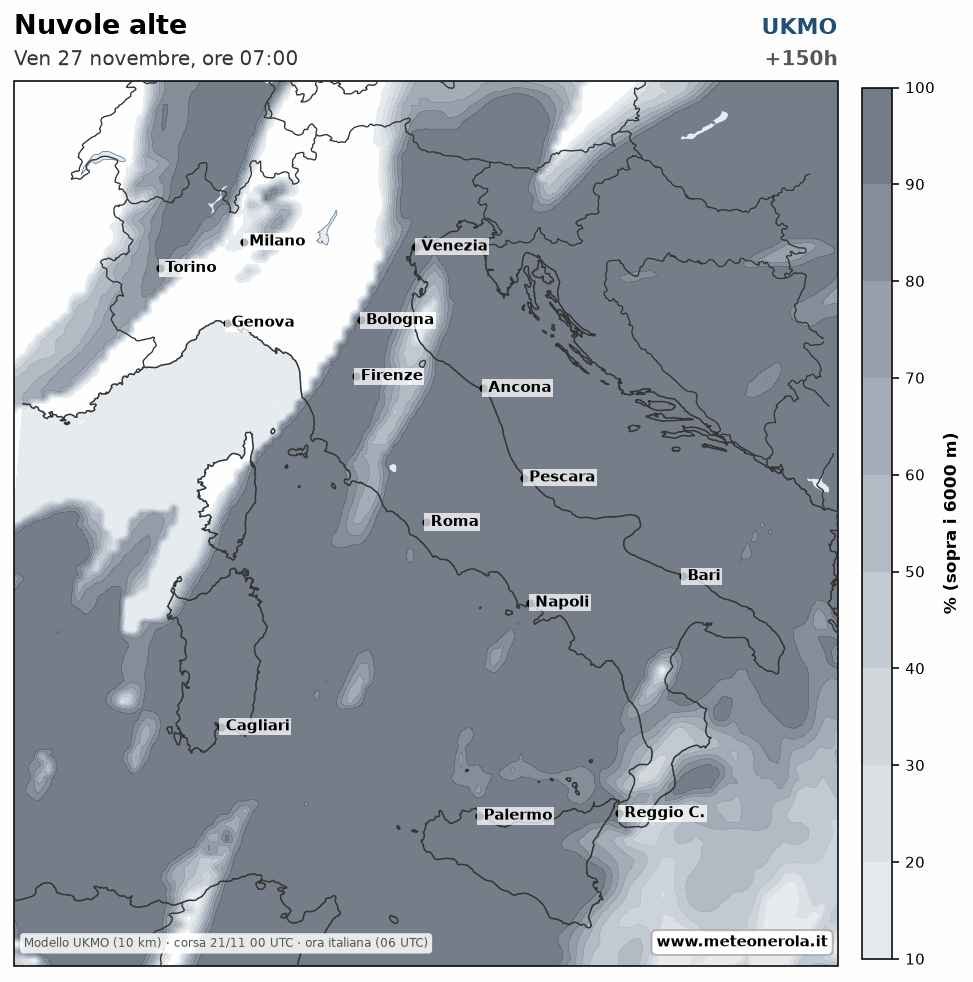 Nuvole alte
UKMO
Ven 27 novembre, ore 07:00
+150h
Milano
Venezia
Torino
Genova
Bologna
Firenze
Ancona
Pescara
Roma
Bari
Napoli
Cagliari
Palermo
Reggio C.
100
90
80
70
60
50
40
30
20
10
% (sopra i 6000 m)
Modello UKMO (10 km) · corsa 21/11 00 UTC · ora italiana (06 UTC)
www.meteonerola.it